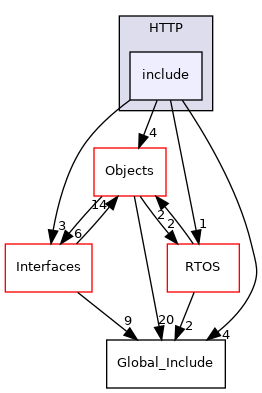 HTTP
include
4
Objects
14
2
3
6
2
1
Interfaces
RTOS
9
20
2
4
Global_Include